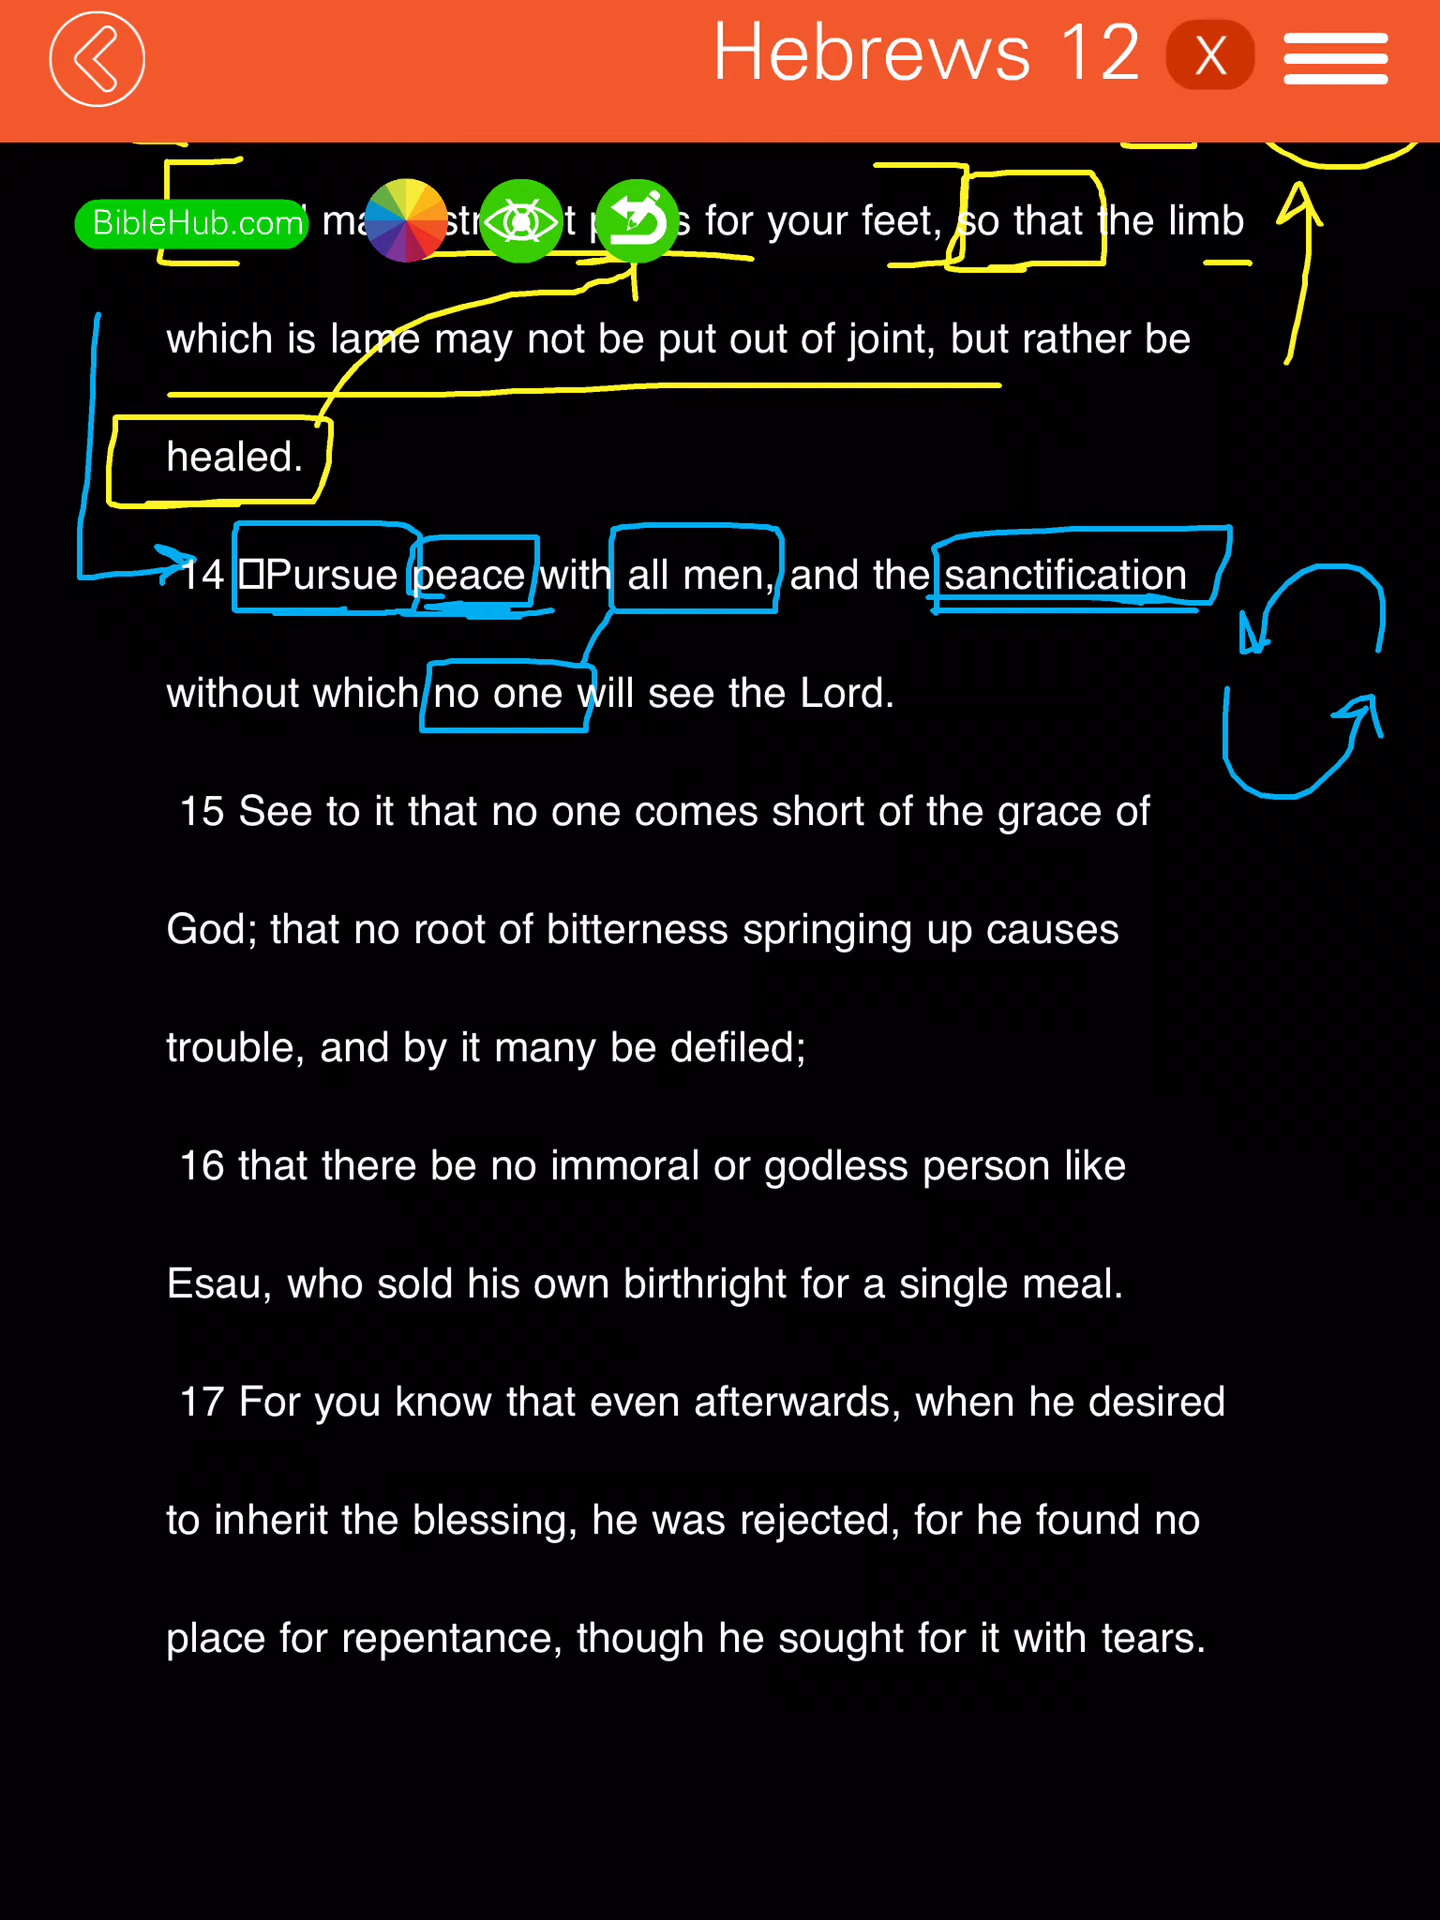 Hebrews 12 X
BibleHub.com for your feet, so that the limb
which is lame may not be put out of joint, but rather be
healed.
14 Pursue peace with all men, and the sanctification
without which no one will see the Lord.
15 See to it that no one comes short of the grace of
God; that no root of bitterness springing up causes
trouble, and by it many be defiled;
16 that there be no immoral or godless person like
Esau, who sold his own birthright for a single meal.
17 For you know that even afterwards, when he desired
to inherit the blessing, he was rejected, for he found no
place for repentance, though he sought for it with tears.